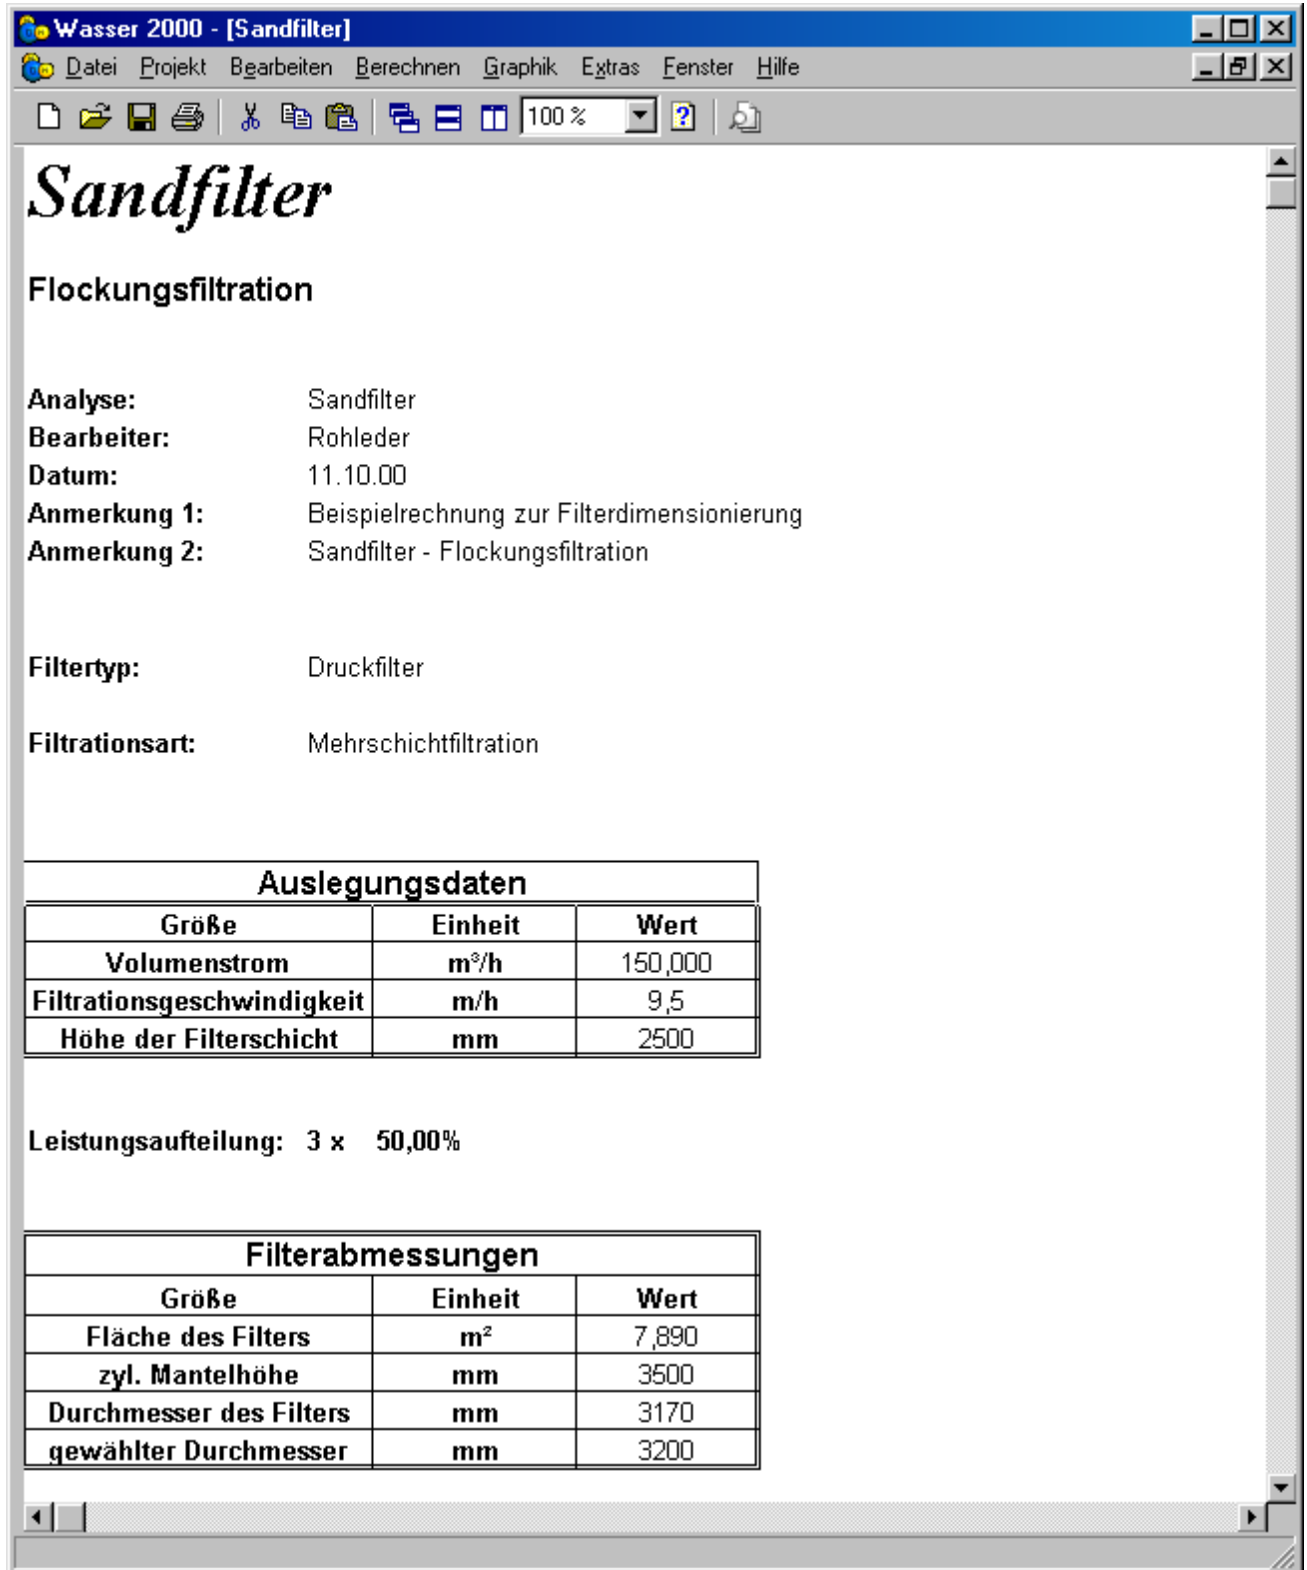 Wasser 2000 - [Sandfilter]
Datei Projekt Bearbeiten Berechnen Graphik Extras Fenster Hilfe
100 %
Sandfilter
Flockungsfiltration
Analyse: Sandfilter
Bearbeiter: Rohleder
Datum: 11.10.00
Anmerkung 1: Beispielrechnung zur Filterdimensionierung
Anmerkung 2: Sandfilter - Flockungsfiltration
Filtertyp: Druckfilter
Filtrationsart: Mehrschichtfiltration
Auslegungsdaten
Größe Einheit Wert
Volumenstrom m³/h 150,000
Filtrationsgeschwindigkeit m/h 9,5
Höhe der Filterschicht mm 2500
Leistungsaufteilung: 3 x 50,00%
Filterabmessungen
Größe Einheit Wert
Fläche des Filters m² 7,890
zyl. Mantelhöhe mm 3500
Durchmesser des Filters mm 3170
gewählter Durchmesser mm 3200